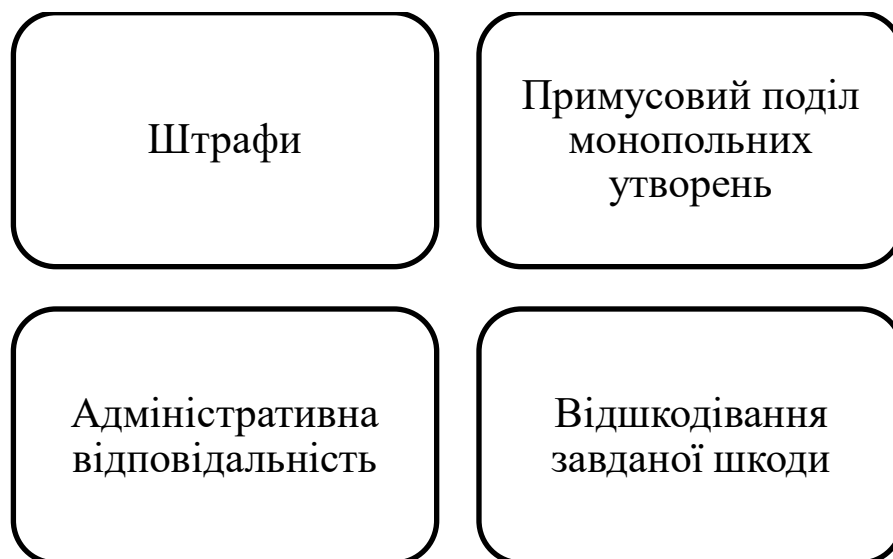 Штрафи
Примусовий поділ
монопольних
утворень
Адміністративна
відповідальність
Відшкодівання
завданої шкоди